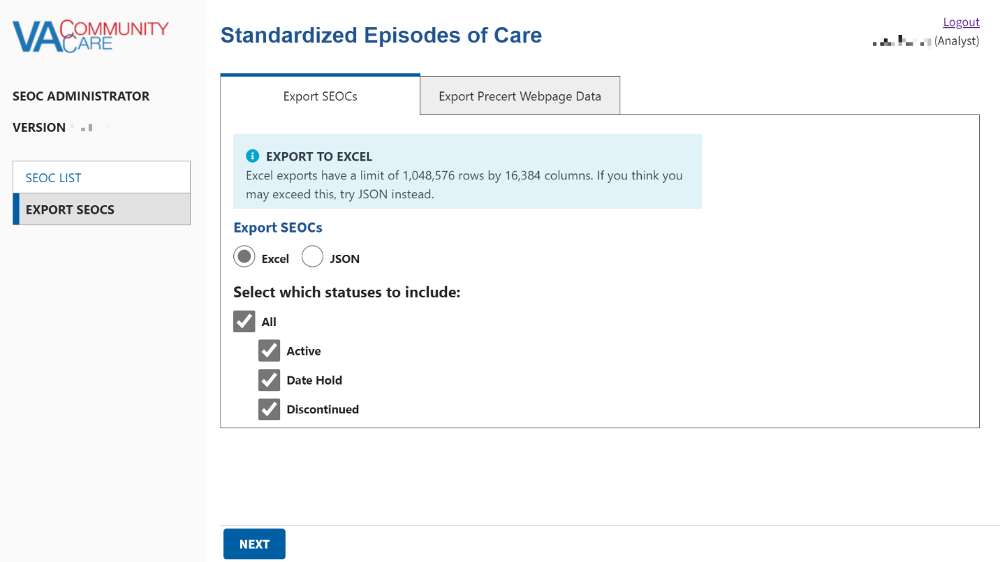 VA COMMUNITY CARE
SEOC ADMINISTRATOR
VERSION
SEOC LIST
EXPORT SEOCS
Standardized Episodes of Care
Logout
(Analyst)
Export SEOCs
Export Precert Webpage Data
EXPORT TO EXCEL
Excel exports have a limit of 1,048,576 rows by 16,384 columns. If you think you
may exceed this, try JSON instead.
Export SEOCs
Excel JSON
Select which statuses to include:
All
Active
Date Hold
Discontinued
NEXT